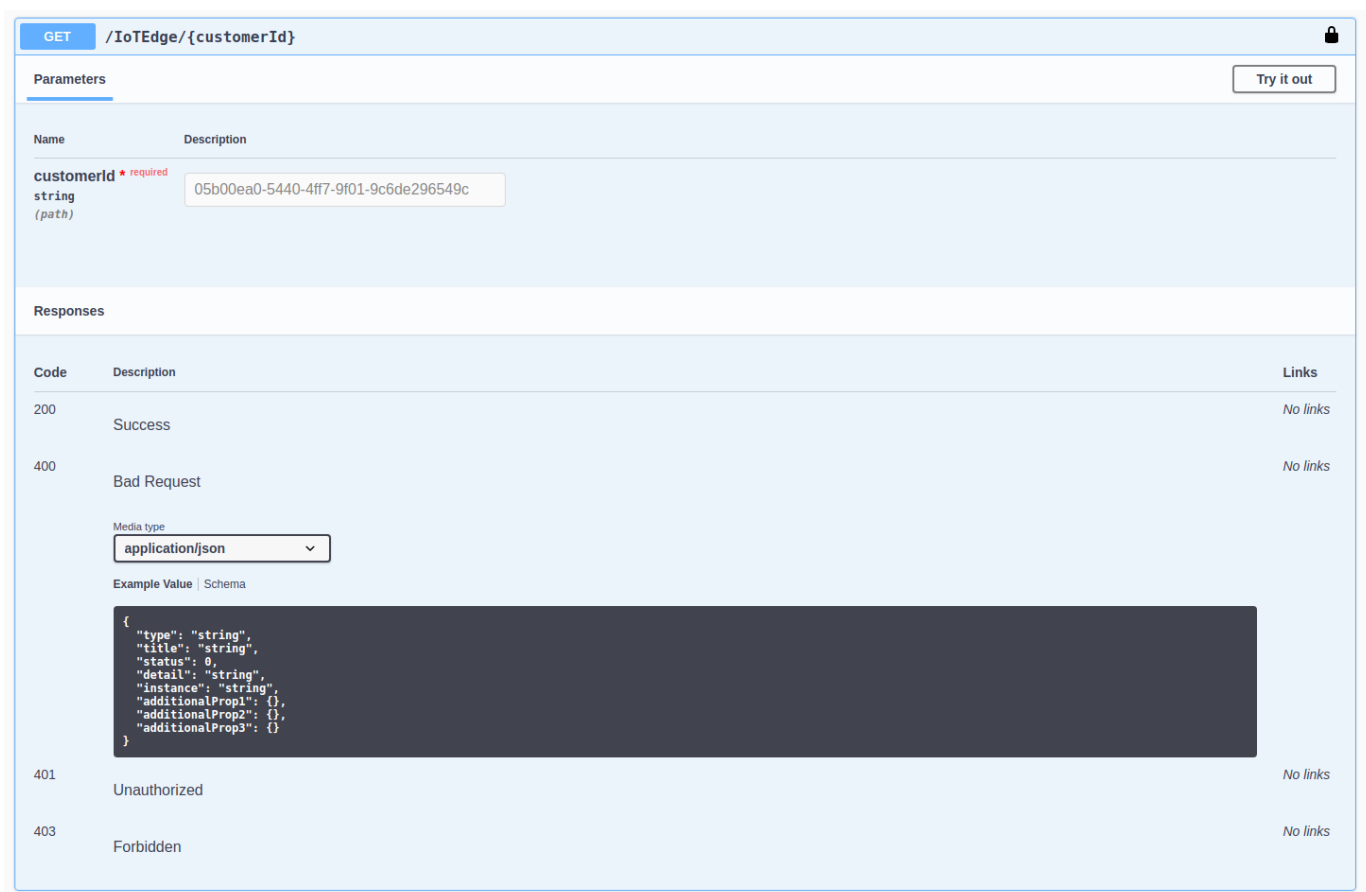 GET /IoTEdge/{customerId}
Parameters
Try it out
Name Description
customerId * required
string
(path)
05b00ea0-5440-4ff7-9f01-9c6de296549c
Responses
Code Description Links
200 No links
Success
400 No links
Bad Request
Media type
application/json
Example Value Schema
{
  "type": "string",
  "title": "string",
  "status": 0,
  "detail": "string",
  "instance": "string",
  "additionalProp1": {},
  "additionalProp2": {},
  "additionalProp3": {}
}
401 No links
Unauthorized
403 No links
Forbidden